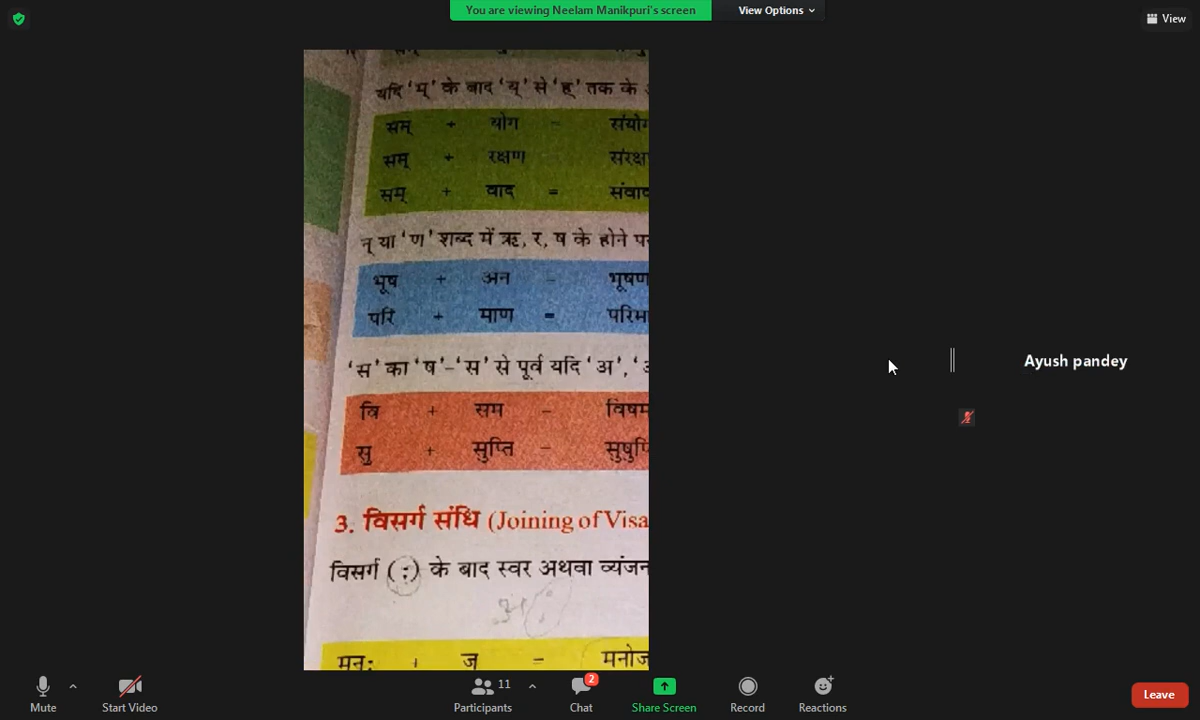 You are viewing Neelam Manikpuri's screen
View Options
View
यदि 'म्' के बाद 'य्' से 'ह्' तक के
सम् + योग = संयोग
सम् + रक्षण संरक्ष
सम् + वाद = संवाद
न् या 'ण' शब्द में ऋ, र, ष के होने पर
भूष + अन - भूषण
परि + माण = परिम
'स' का 'ष'-'स' से पूर्व यदि 'अ',
वि + सम - विषम
सु + सुप्ति - सुषुप्ति
3. विसर्ग संधि (Joining of Visa
विसर्ग (:) के बाद स्वर अथवा व्यंजन
मनः + ज = मनोज
Ayush pandey
Mute
Start Video
11
Participants
2
Chat
Share Screen
Record
Reactions
Leave